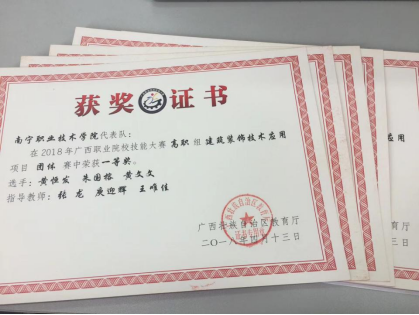 获奖证书
南宁职业技术学院代表队：
在2018年广西职业院校技能大赛 高职 组 建筑装饰技术应用
项目 团体 赛中荣获一等奖。
选手：黄恒发 朱国榕 黄文文
指导教师：张龙 庾迎辉 王唯佳
广西壮族自治区教育厅
二〇一八年四月十三日